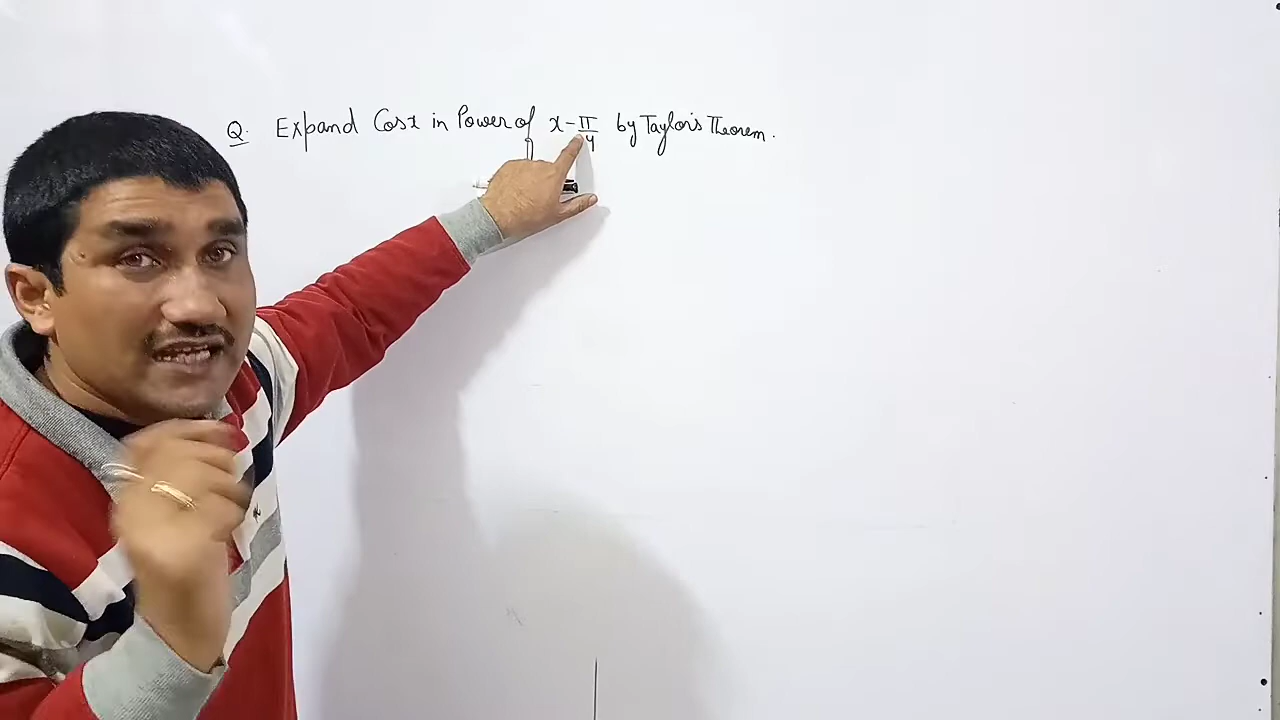 Q. Expand Cosx in Power of x-π/4 by Taylor's Theorem.